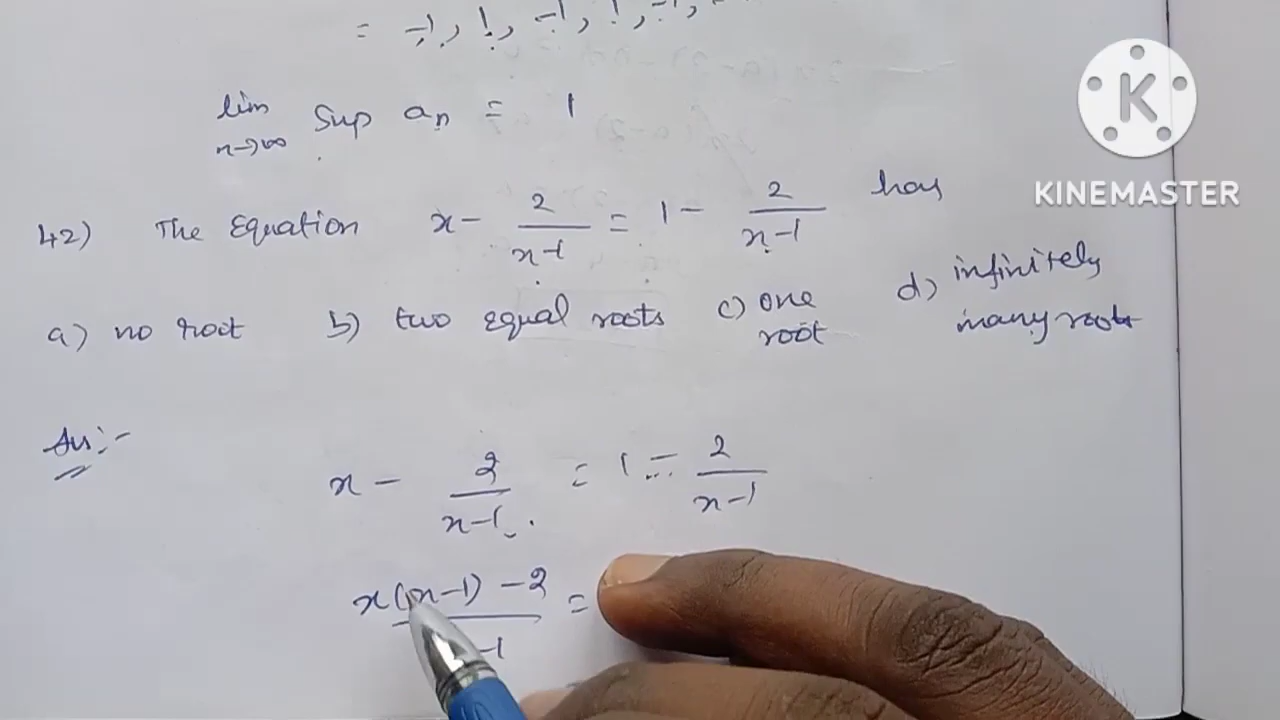 = -1, 1, -1, 1, -1,
lim n→∞ Sup an = 1
KINEMASTER
42) The Equation x - 2/(x-1) = 1 - 2/(x-1) has
a) no root b) two equal roots c) one root d) infinitely many roots
Ans:-
x - 2/(x-1) = 1 - 2/(x-1)
x(x-1) - 2 / -1 =